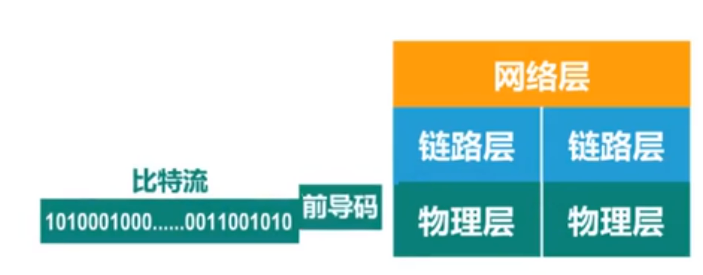 网络层
链路层 链路层
比特流
1010001000......0011001010 前导码 物理层 物理层